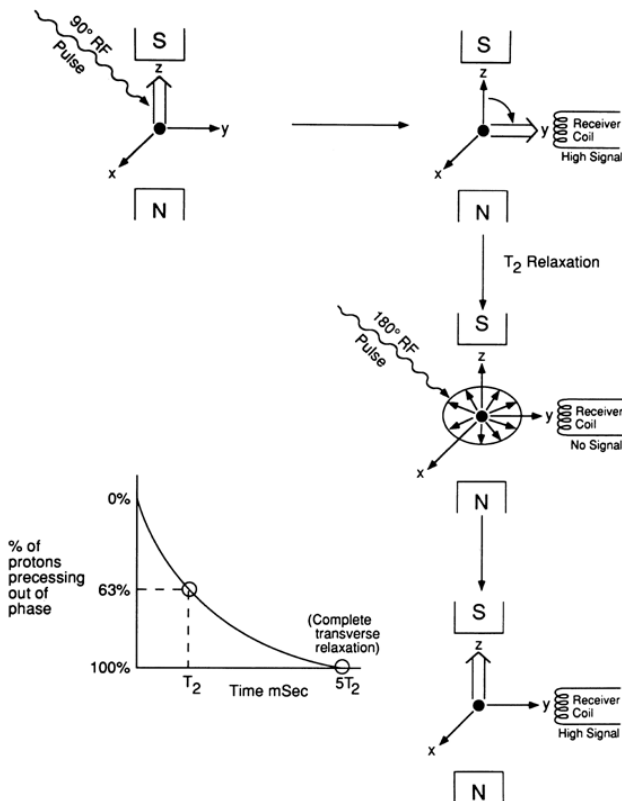 90° RF
Pulse
S
z
y
x
N
S
z
y
x
Receiver
Coil
High Signal
N
T2 Relaxation
180° RF
Pulse
S
z
y
x
Receiver
Coil
No Signal
N
% of
protons
precessing
out of
phase
0%
63%
100%
(Complete
transverse
relaxation)
T2
Time mSec
5T2
S
z
y
x
Receiver
Coil
High Signal
N